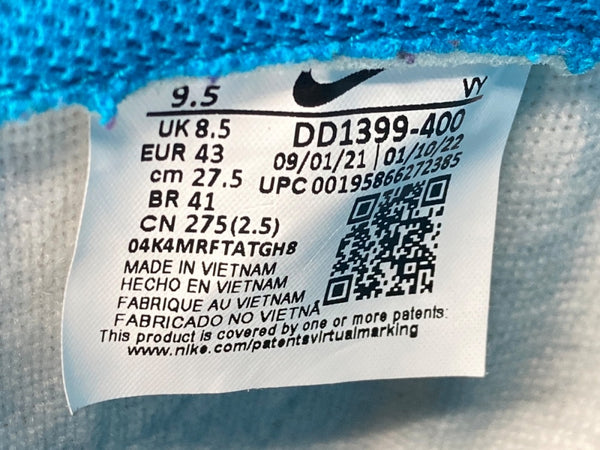 9.5
VY
UK 8.5
DD1399-400
EUR 43
09/01/21 | 01/10/22
cm 27.5
UPC 00195866272385
BR 41
CN 275(2.5)
04K4MRFTATGH8
MADE IN VIETNAM
HECHO EN VIETNAM
FABRIQUE AU VIETNAM
FABRICADO NO VIETNÃ
This product is covered by one or more patents:
www.nike.com/patentsvirtualmarking